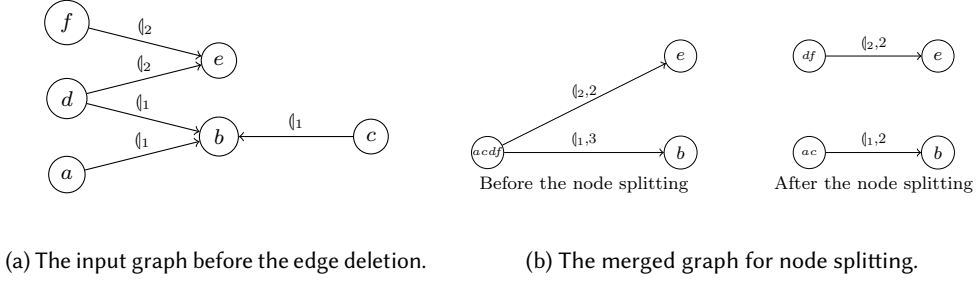 f
⦇₂
e
⦇₂
d
⦇₁
b
⦇₁
c
⦇₁
a
(a) The input graph before the edge deletion.
e
⦇₂,2
acdf
⦇₁,3
b
Before the node splitting
df
⦇₂,2
e
ac
⦇₁,2
b
After the node splitting
(b) The merged graph for node splitting.